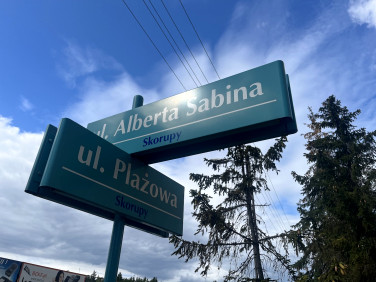 ul. Alberta Sabina
Skorupy
ul. Plażowa
Skorupy